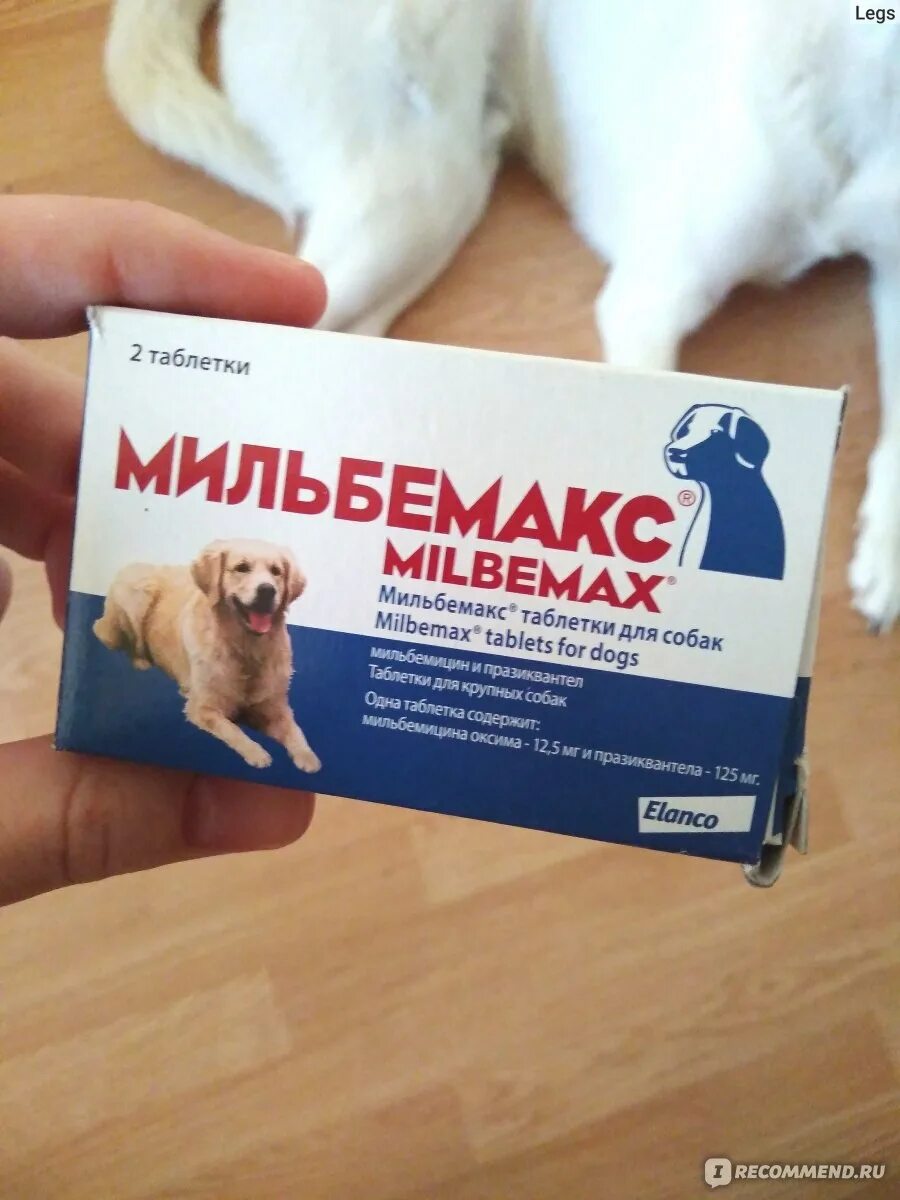 Legs
2 таблетки
МИЛЬБЕМАКС®
MILBEMAX®
Мильбемакс® таблетки для собак
Milbemax® tablets for dogs
мильбемицин и празиквантел
Таблетки для крупных собак
Одна таблетка содержит:
мильбемицина оксима - 12,5 мг и празиквантела - 125 мг.
Elanco
IRECOMMEND.RU